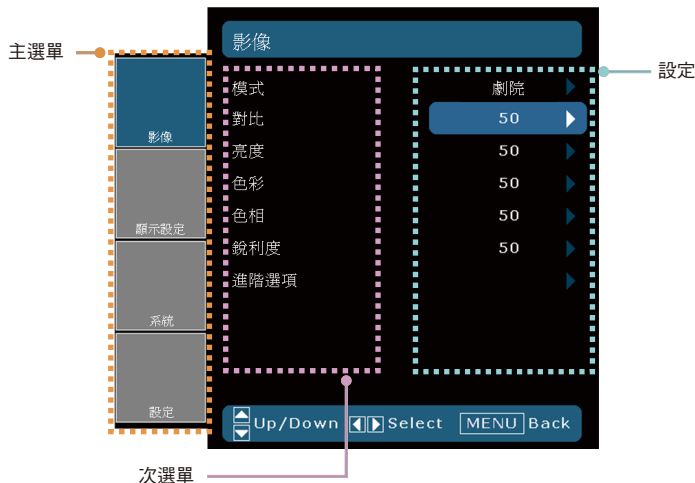 影像
主選單
設定
模式 劇院
對比 50
影像
亮度 50
色彩 50
色相 50
顯示設定
銳利度 50
進階選項
系統
設定
Up/Down Select MENU Back
次選單